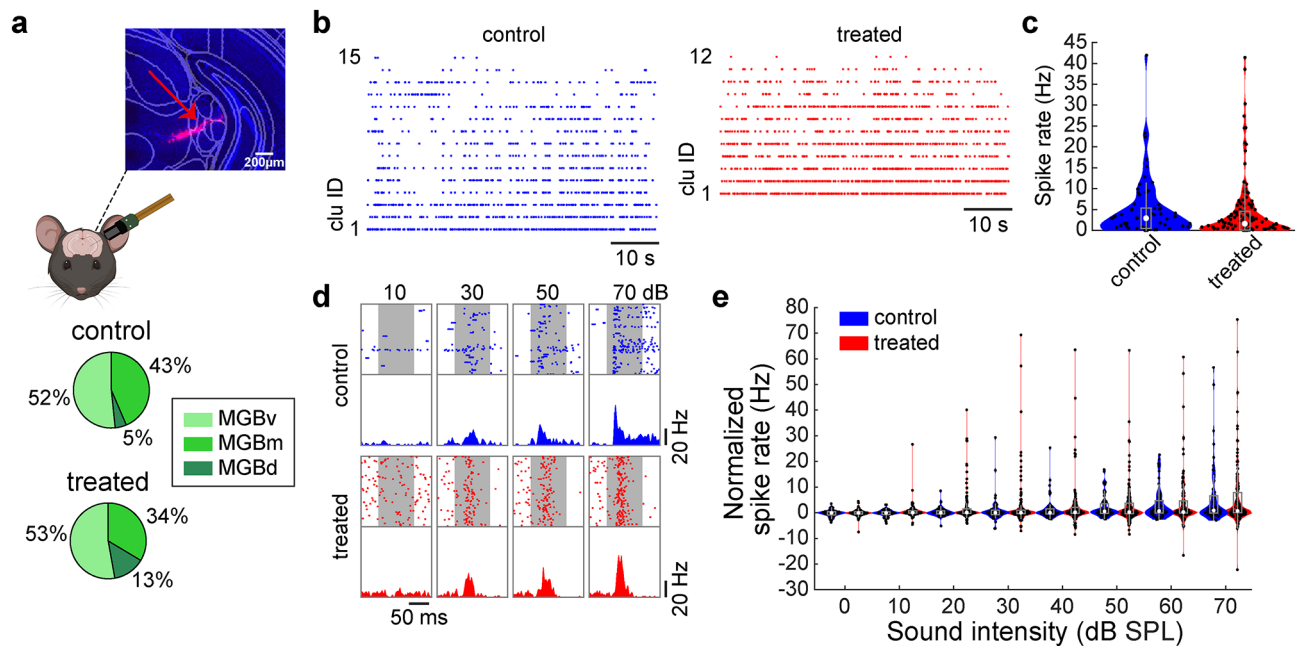 a
200µm
control
43%
52%
5%
MGBv
MGBm
MGBd
treated
34%
53%
13%
b
control
15
clu ID
1
10 s
treated
12
clu ID
1
10 s
c
Spike rate (Hz)
45
40
35
30
25
20
15
10
5
0
control
treated
d
10
30
50
70 dB
control
20 Hz
treated
20 Hz
50 ms
e
control
treated
Normalized
spike rate (Hz)
80
70
60
50
40
30
20
10
0
-10
-20
-30
0
10
20
30
40
50
60
70
Sound intensity (dB SPL)